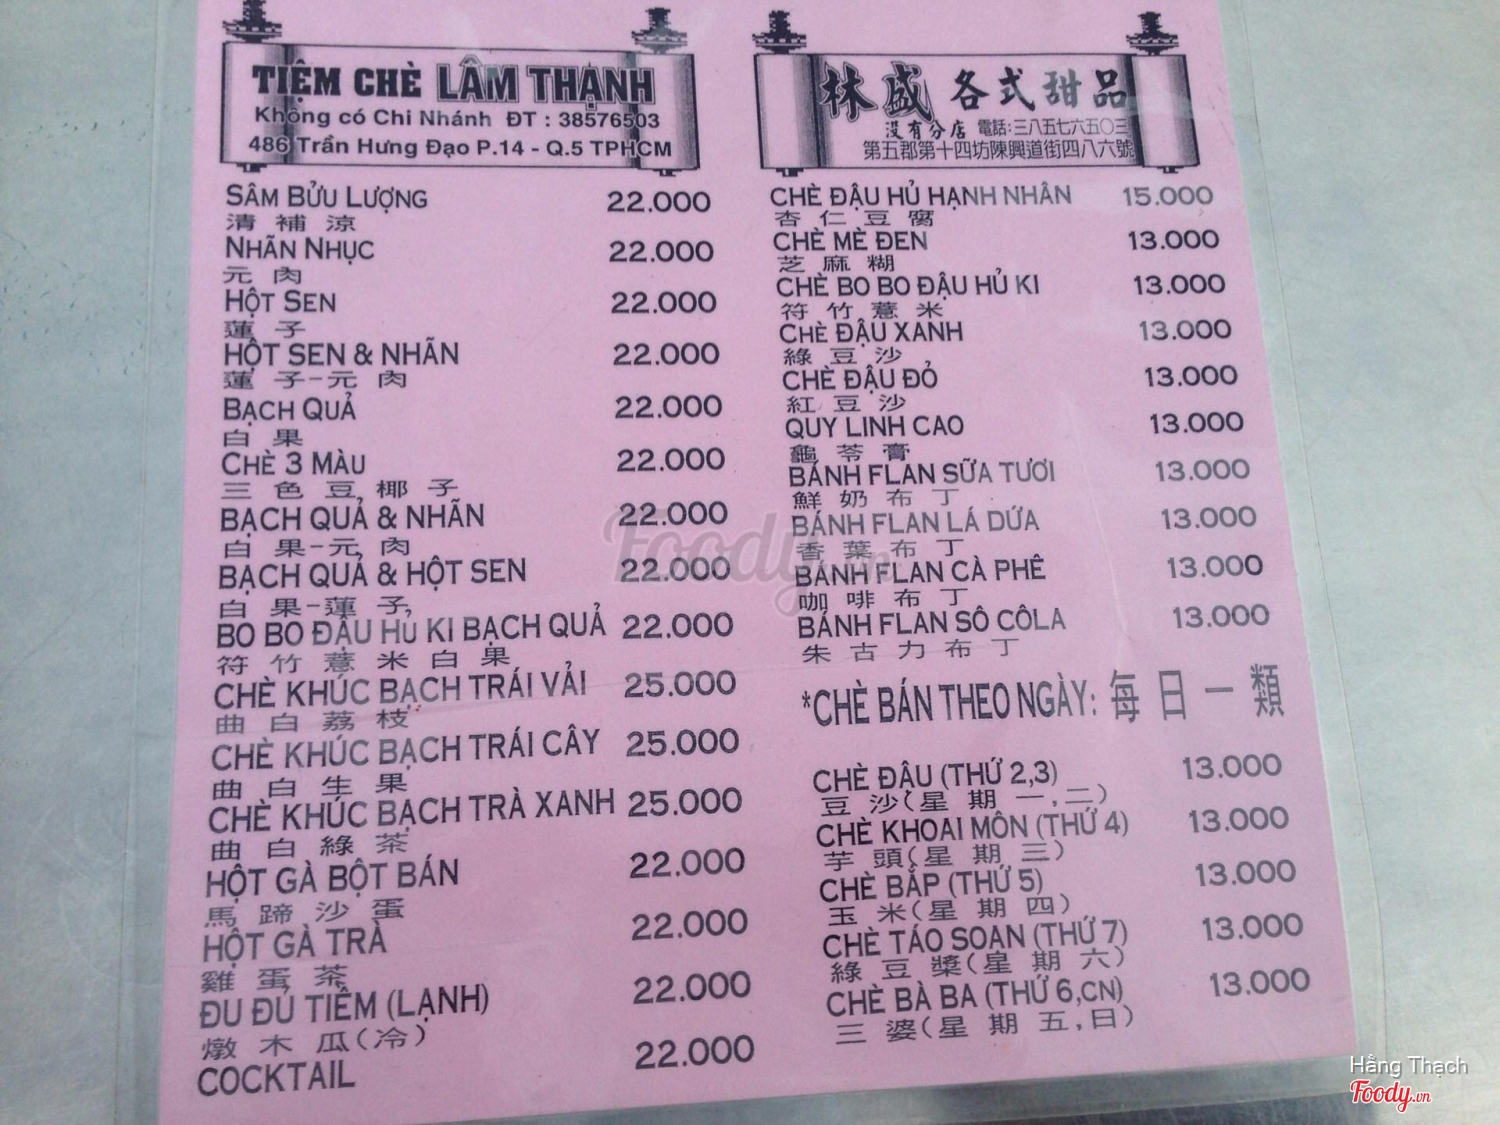 TIỆM CHÈ LÂM THẠNH
Không có Chi Nhánh ĐT : 38576503
486 Trần Hưng Đạo P.14 - Q.5 TPHCM
SÂM BỬU LƯỢNG 22.000
清補涼
NHÃN NHỤC 22.000
元肉
HỘT SEN 22.000
蓮子
HỘT SEN & NHÃN 22.000
蓮子-元肉
BẠCH QUẢ 22.000
白果
CHÈ 3 MÀU 22.000
三色豆椰子
BẠCH QUẢ & NHÃN 22.000
白果-元肉
BẠCH QUẢ & HỘT SEN 22.000
白果-蓮子
BO BO ĐẬU HỦ KI BẠCH QUẢ 22.000
符竹薏米白果
CHÈ KHÚC BẠCH TRÁI VẢI 25.000
曲白荔枝
CHÈ KHÚC BẠCH TRÁI CÂY 25.000
曲白生果
CHÈ KHÚC BẠCH TRÀ XANH 25.000
曲白綠茶
HỘT GÀ BỘT BÁN 22.000
馬蹄沙蛋
HỘT GÀ TRÀ 22.000
雞蛋茶
ĐU ĐỦ TIỀM (LẠNH) 22.000
燉木瓜(冷)
COCKTAIL 22.000
林盛 各式甜品
没有分店 電話:三八五七六五〇三
第五郡第十四坊陳興道街四八六號
CHÈ ĐẬU HỦ HẠNH NHÂN 15.000
杏仁豆腐
CHÈ MÈ ĐEN 13.000
芝麻糊
CHÈ BO BO ĐẬU HỦ KI 13.000
符竹薏米
CHÈ ĐẬU XANH 13.000
綠豆沙
CHÈ ĐẬU ĐỎ 13.000
紅豆沙
QUY LINH CAO 13.000
龜苓膏
BÁNH FLAN SỮA TƯƠI 13.000
鮮奶布丁
BÁNH FLAN LÁ DỨA 13.000
香葉布丁
BÁNH FLAN CÀ PHÊ 13.000
咖啡布丁
BÁNH FLAN SÔ CÔLA 13.000
朱古力布丁
*CHÈ BÁN THEO NGÀY: 每日一類
CHÈ ĐẬU (THỨ 2,3) 13.000
豆沙(星期一,二)
CHÈ KHOAI MÔN (THỨ 4) 13.000
芋頭(星期三)
CHÈ BẮP (THỨ 5) 13.000
玉米(星期四)
CHÈ TÁO SOẠN (THỨ 7) 13.000
綠豆漿(星期六)
CHÈ BÀ BA (THỨ 6,CN) 13.000
三婆(星期五,日)
Foody.vn
Hằng Thạch
Foody.vn